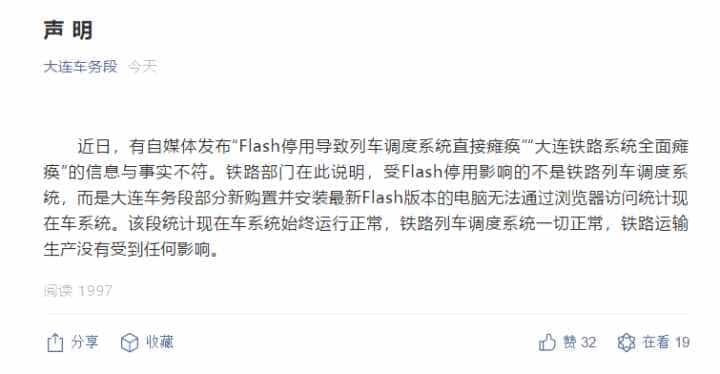 声 明
大连车务段 今天
近日，有自媒体发布“Flash停用导致列车调度系统直接瘫痪”“大连铁路系统全面瘫
痪”的信息与事实不符。铁路部门在此说明，受Flash停用影响的不是铁路列车调度系
统，而是大连车务段部分新购置并安装最新Flash版本的电脑无法通过浏览器访问统计现
在车系统。该段统计现在车系统始终运行正常，铁路列车调度系统一切正常，铁路运输
生产没有受到任何影响。
阅读 1997
分享 收藏 赞 32 在看 19